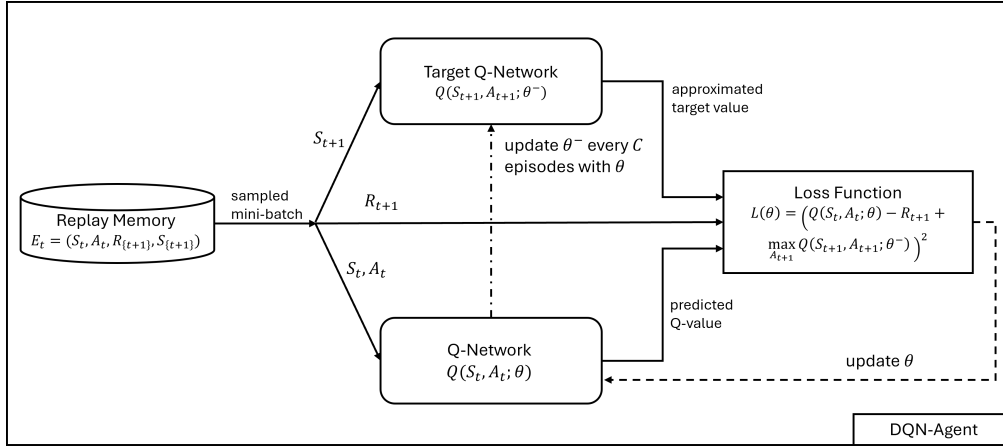 Target Q-Network
Q(S_{t+1}, A_{t+1}; θ⁻)
approximated
target value
S_{t+1}
update θ⁻ every C
episodes with θ
sampled
mini-batch
R_{t+1}
Replay Memory
E_t = (S_t, A_t, R_{{t+1}}, S_{{t+1}})
Loss Function
L(θ) = (Q(S_t, A_t; θ) − R_{t+1} +
max_{A_{t+1}} Q(S_{t+1}, A_{t+1}; θ⁻) )²
S_t, A_t
predicted
Q-value
Q-Network
Q(S_t, A_t; θ)
update θ
DQN-Agent